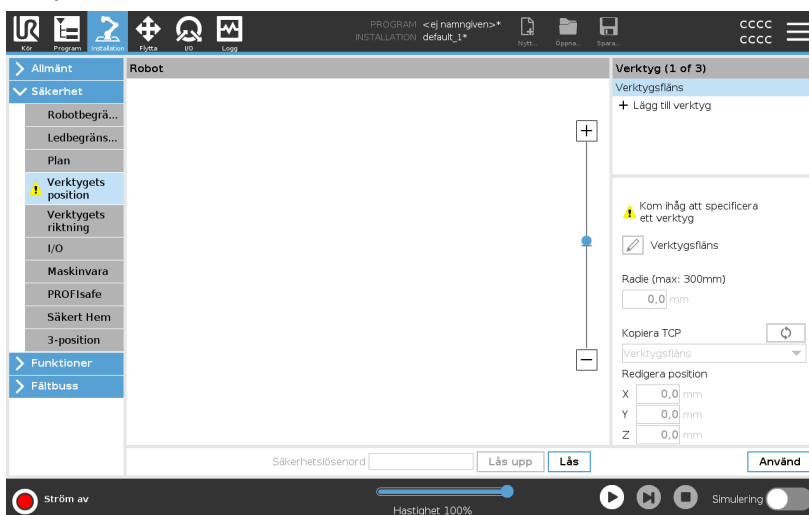 PROGRAM <ej namngiven>*
INSTALLATION default_1*
Kör
Program
Installation
Flytta
I/O
Logg
Nytt...
Öppna...
Spara...
cccc
cccc
Allmänt
Säkerhet
Robotbegrä...
Ledbegräns...
Plan
Verktygets
position
Verktygets
riktning
I/O
Maskinvara
PROFIsafe
Säkert Hem
3-position
Funktioner
Fältbuss
Robot
+
−
Verktyg (1 of 3)
Verktygsfläns
+ Lägg till verktyg
Kom ihåg att specificera
ett verktyg
Verktygsfläns
Radie (max: 300mm)
0,0 mm
Kopiera TCP
Verktygsfläns
Redigera position
X 0,0 mm
Y 0,0 mm
Z 0,0 mm
Säkerhetslösenord
Lås upp
Lås
Använd
Ström av
Hastighet 100%
Simulering